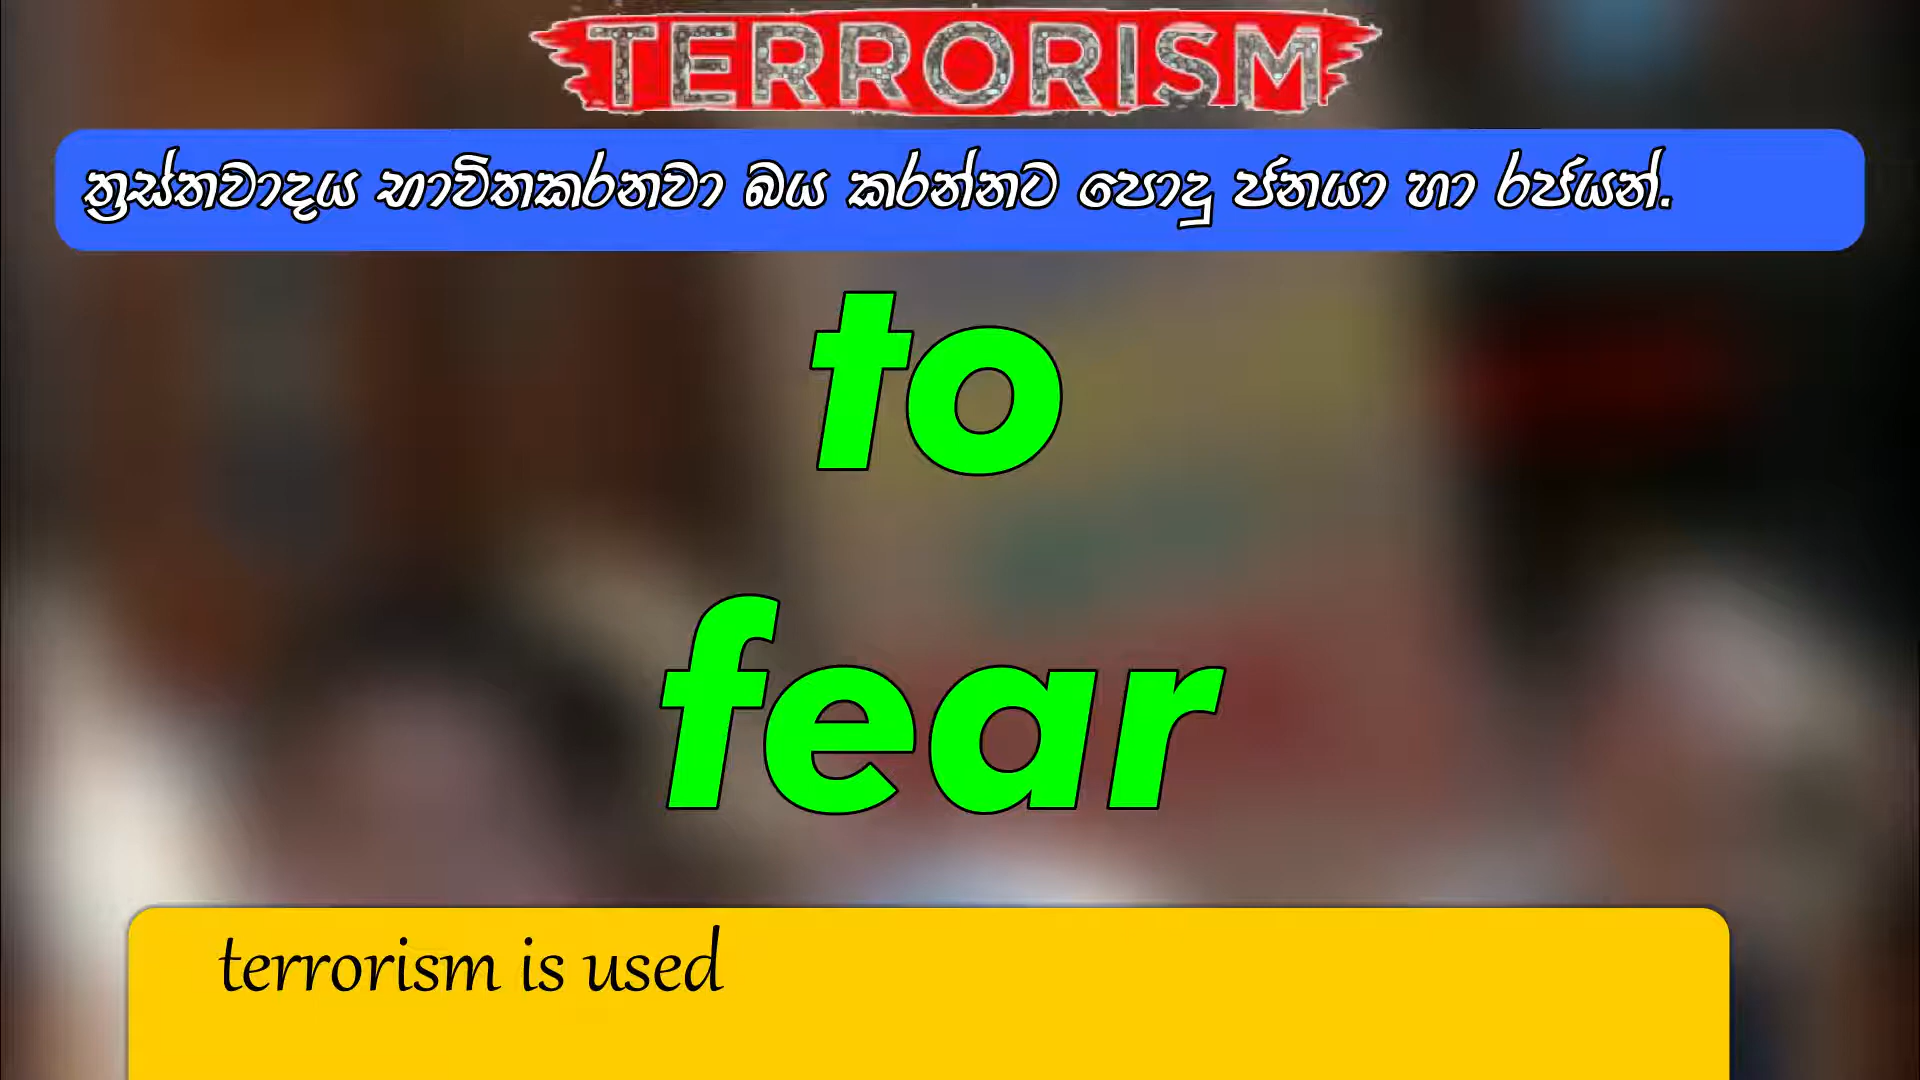 TERRORISM
ත්‍රස්තවාදය භාවිතකරනවා බය කරන්නට පොදු ජනයා හා රජයන්.
to
fear
terrorism is used